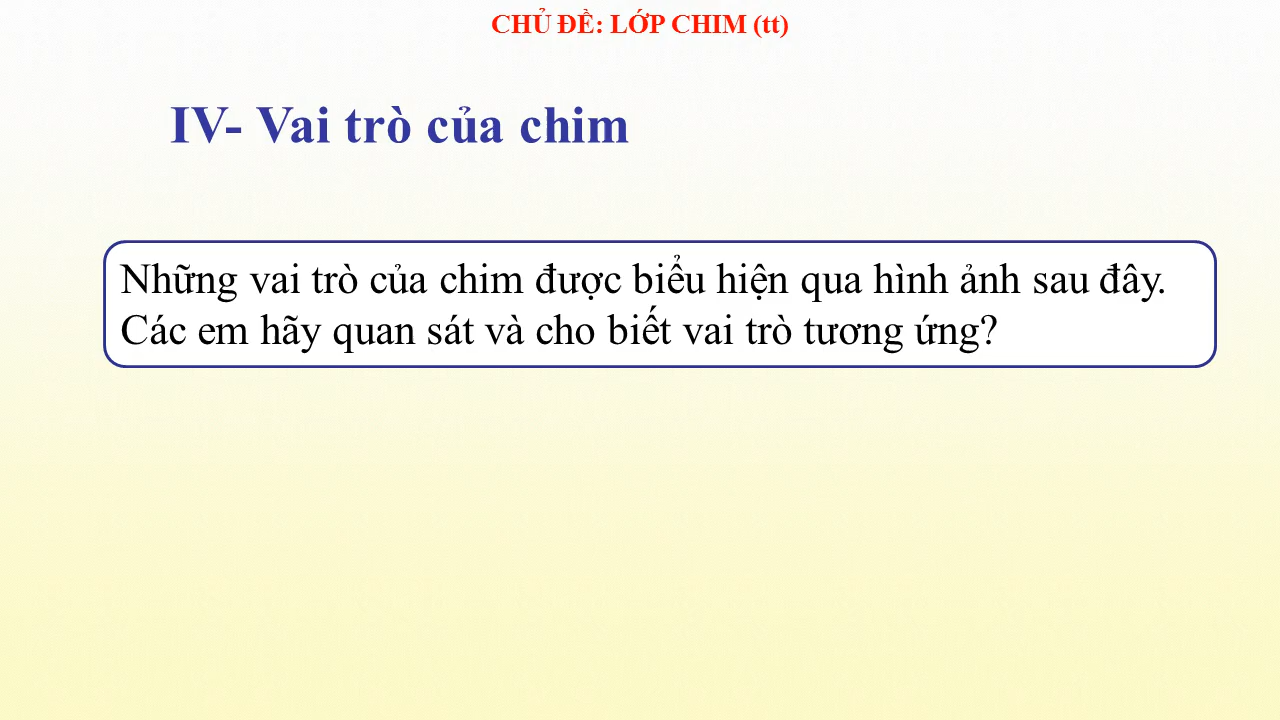 CHỦ ĐỀ: LỚP CHIM (tt)
IV- Vai trò của chim
Những vai trò của chim được biểu hiện qua hình ảnh sau đây.
Các em hãy quan sát và cho biết vai trò tương ứng?